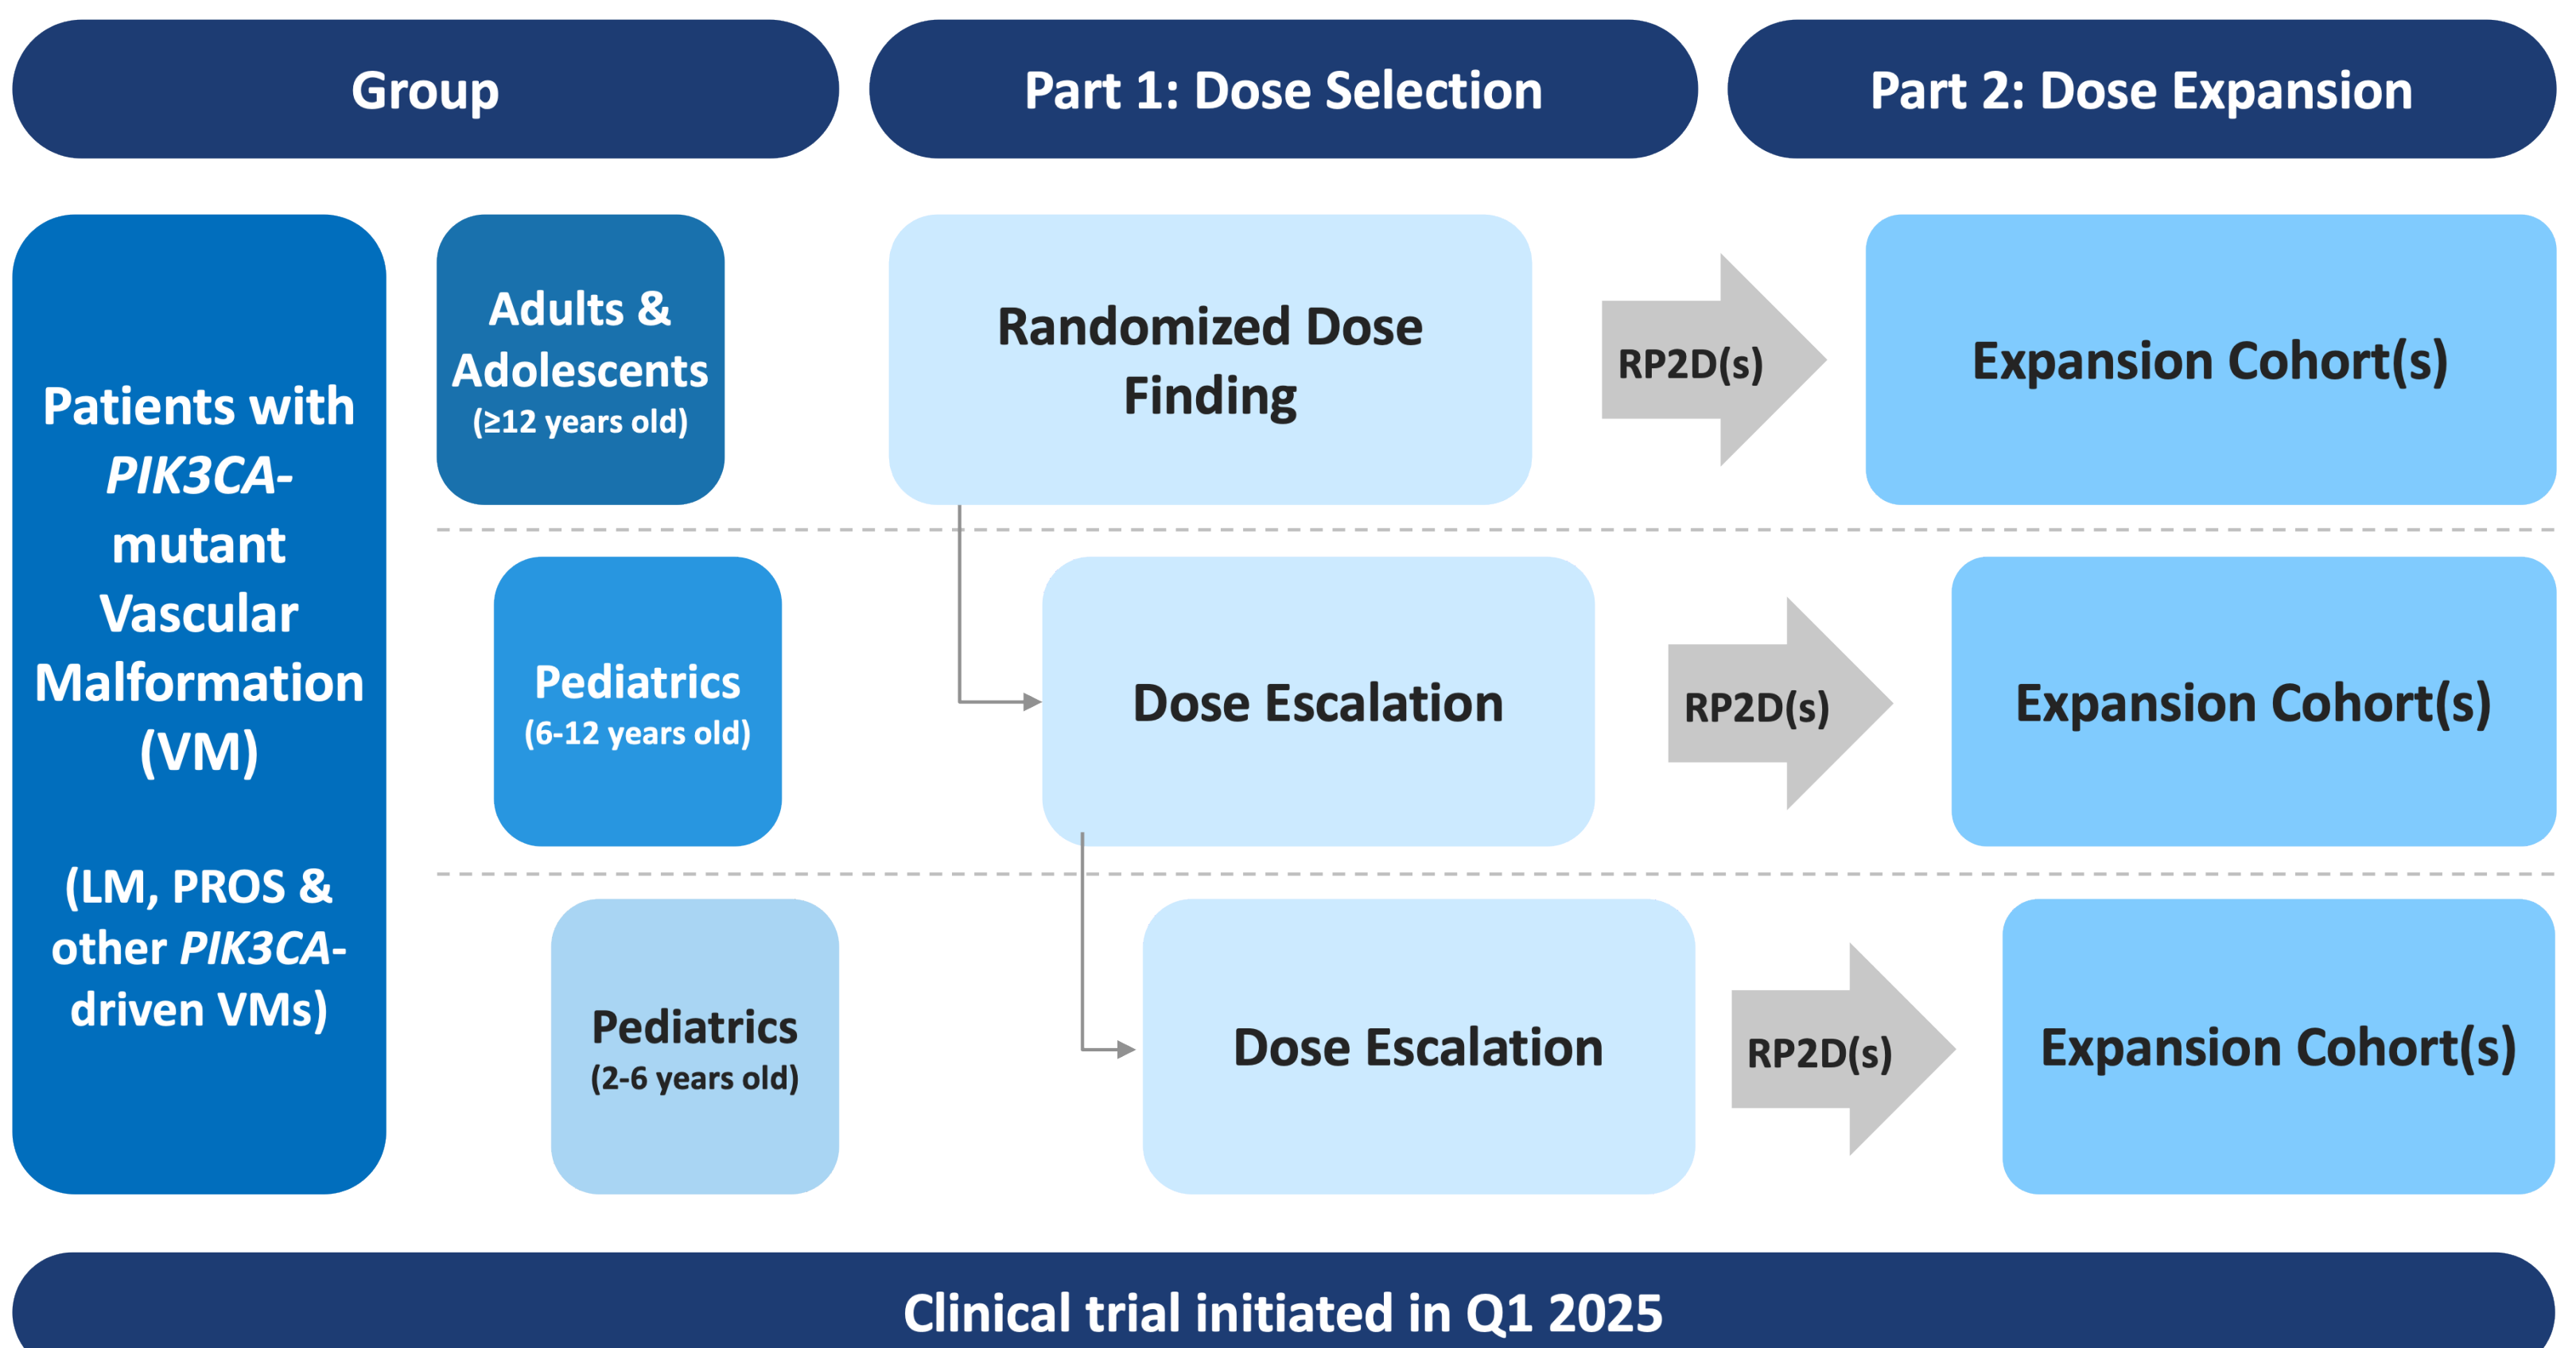 Group
Part 1: Dose Selection
Part 2: Dose Expansion
Patients with
PIK3CA-
mutant
Vascular
Malformation
(VM)
(LM, PROS &
other PIK3CA-
driven VMs)
Adults &
Adolescents
(≥12 years old)
Randomized Dose
Finding
RP2D(s)
Expansion Cohort(s)
Pediatrics
(6-12 years old)
Dose Escalation
RP2D(s)
Expansion Cohort(s)
Pediatrics
(2-6 years old)
Dose Escalation
RP2D(s)
Expansion Cohort(s)
Clinical trial initiated in Q1 2025